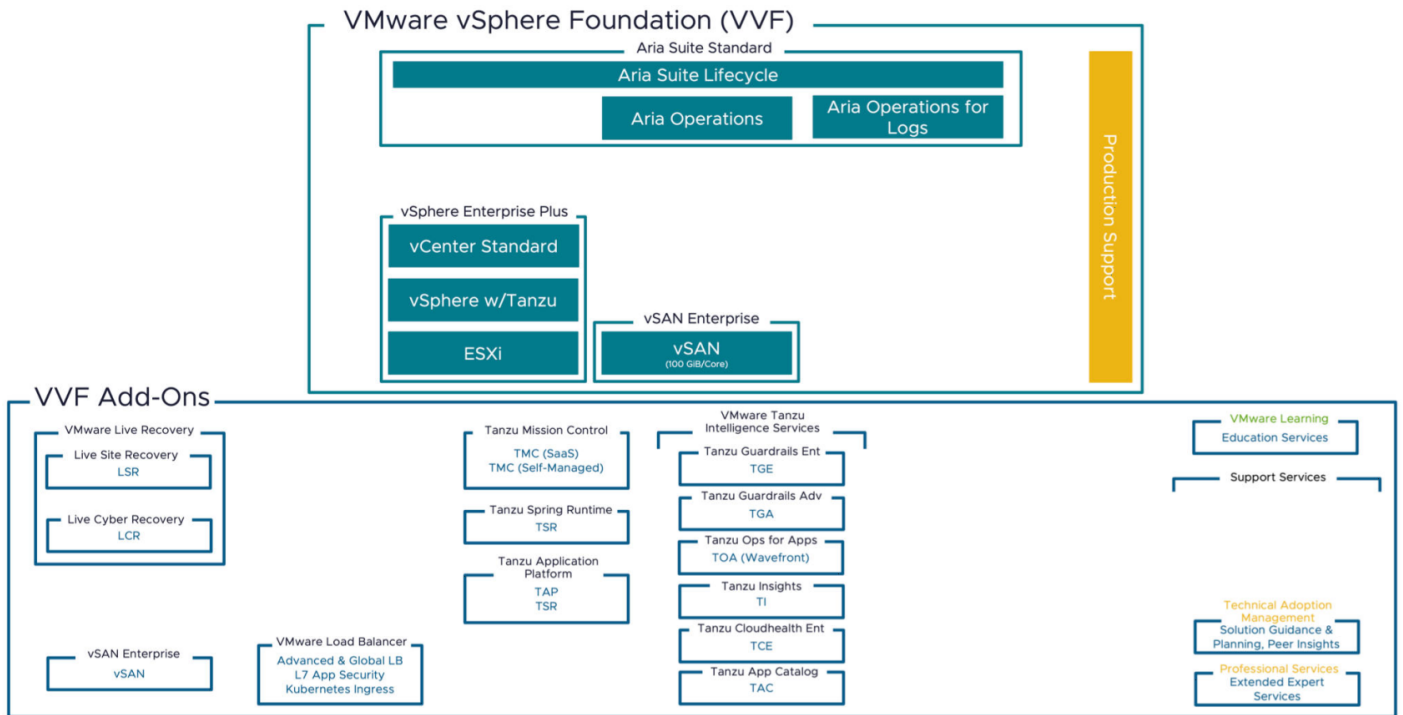 VMware vSphere Foundation (VVF)
Aria Suite Standard
Aria Suite Lifecycle
Aria Operations
Aria Operations for
Logs
Production Support
vSphere Enterprise Plus
vCenter Standard
vSphere w/Tanzu
ESXi
vSAN Enterprise
vSAN
(100 GiB/Core)
VVF Add-Ons
VMware Live Recovery
Live Site Recovery
LSR
Live Cyber Recovery
LCR
vSAN Enterprise
vSAN
VMware Load Balancer
Advanced & Global LB
L7 App Security
Kubernetes Ingress
Tanzu Mission Control
TMC (SaaS)
TMC (Self-Managed)
Tanzu Spring Runtime
TSR
Tanzu Application
Platform
TAP
TSR
VMware Tanzu
Intelligence Services
Tanzu Guardrails Ent
TGE
Tanzu Guardrails Adv
TGA
Tanzu Ops for Apps
TOA (Wavefront)
Tanzu Insights
TI
Tanzu Cloudhealth Ent
TCE
Tanzu App Catalog
TAC
VMware Learning
Education Services
Support Services
Technical Adoption
Management
Solution Guidance &
Planning, Peer Insights
Professional Services
Extended Expert
Services